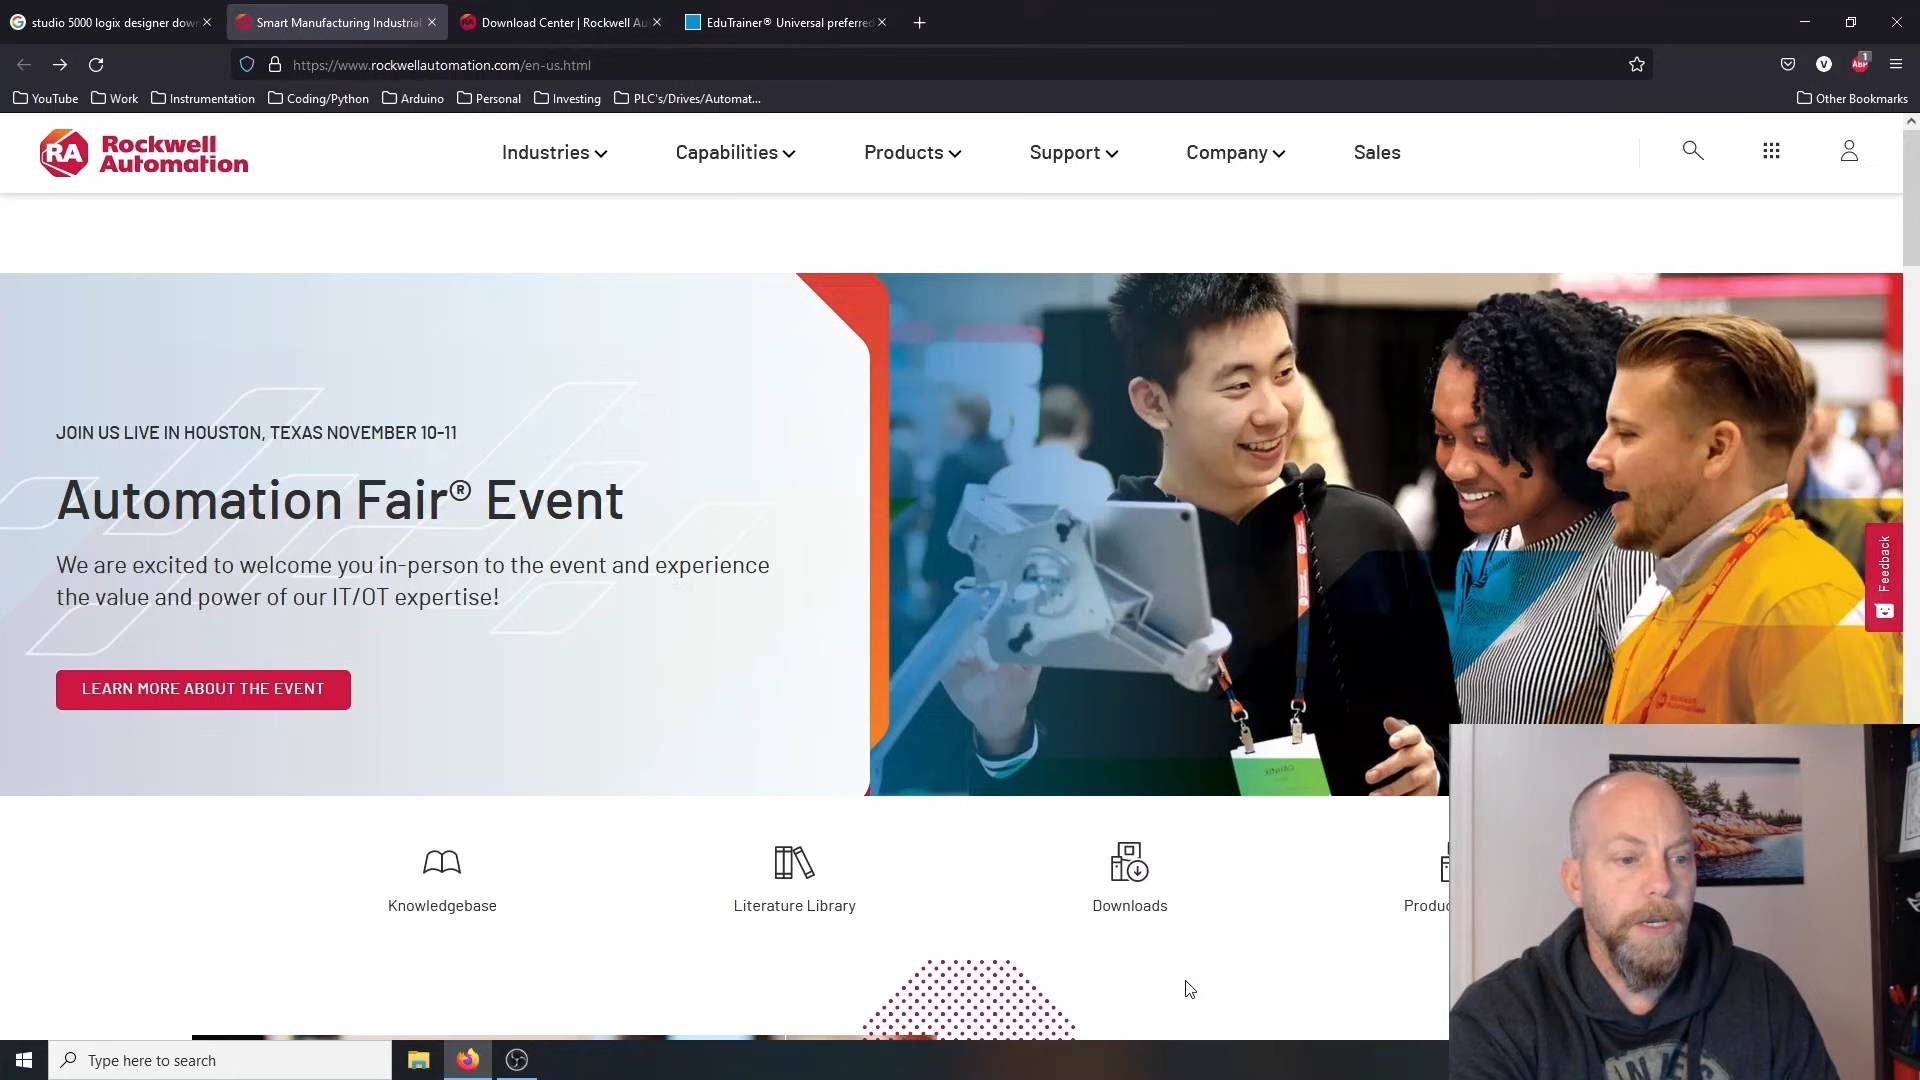 studio 5000 logix designer dow
Smart Manufacturing Industrial
Download Center | Rockwell Au
EduTrainer® Universal preferred
https://www.rockwellautomation.com/en-us.html
V
1
ABP
YouTube
Work
Instrumentation
Coding/Python
Arduino
Personal
Investing
PLC's/Drives/Automat...
Other Bookmarks
RA
Rockwell
Automation
Industries
Capabilities
Products
Support
Company
Sales
JOIN US LIVE IN HOUSTON, TEXAS NOVEMBER 10-11
Automation Fair® Event
We are excited to welcome you in-person to the event and experience
the value and power of our IT/OT expertise!
LEARN MORE ABOUT THE EVENT
Feedback
Knowledgebase
Literature Library
Downloads
Produc
Type here to search